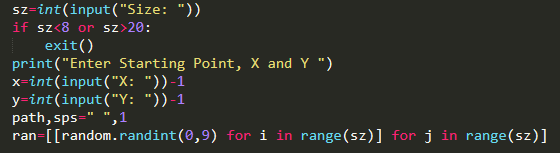 sz=int(input("Size: "))
if sz<8 or sz>20:
    exit()
print("Enter Starting Point, X and Y ")
x=int(input("X: "))-1
y=int(input("Y: "))-1
path,sps=" ",1
ran=[[random.randint(0,9) for i in range(sz)] for j in range(sz)]